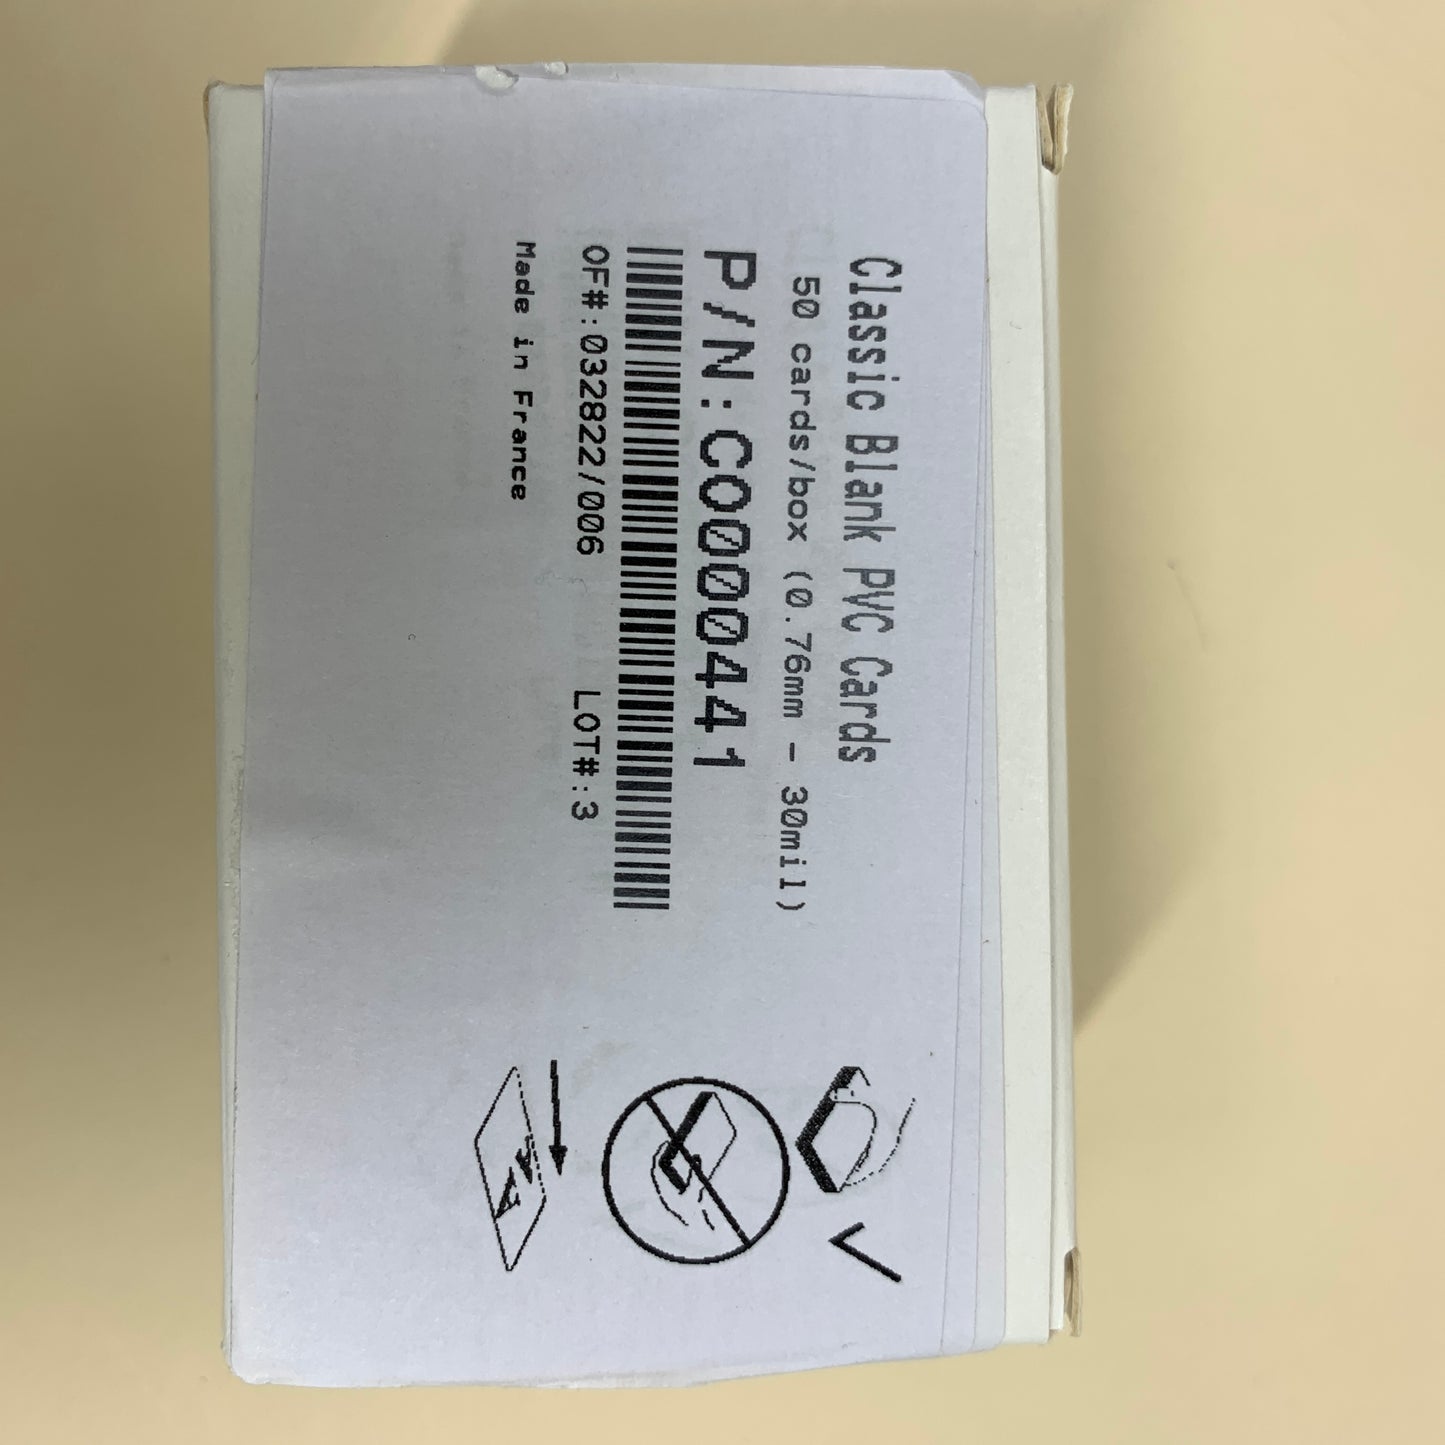 Classic Blank PVC Cards
50 cards/box (0.76mm - 30mil)
P/N:C0000441
OF#:032822/006 LOT#:3
Made in France